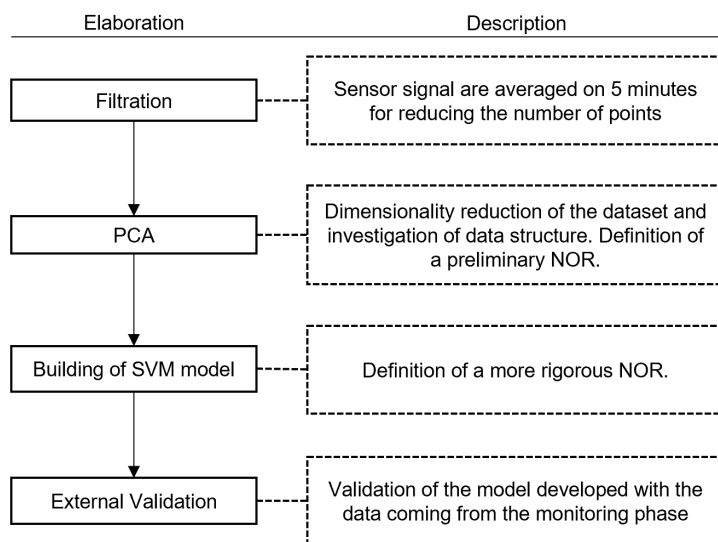 Elaboration
Description
Filtration
Sensor signal are averaged on 5 minutes
for reducing the number of points
PCA
Dimensionality reduction of the dataset and
investigation of data structure. Definition of
a preliminary NOR.
Building of SVM model
Definition of a more rigorous NOR.
External Validation
Validation of the model developed with the
data coming from the monitoring phase